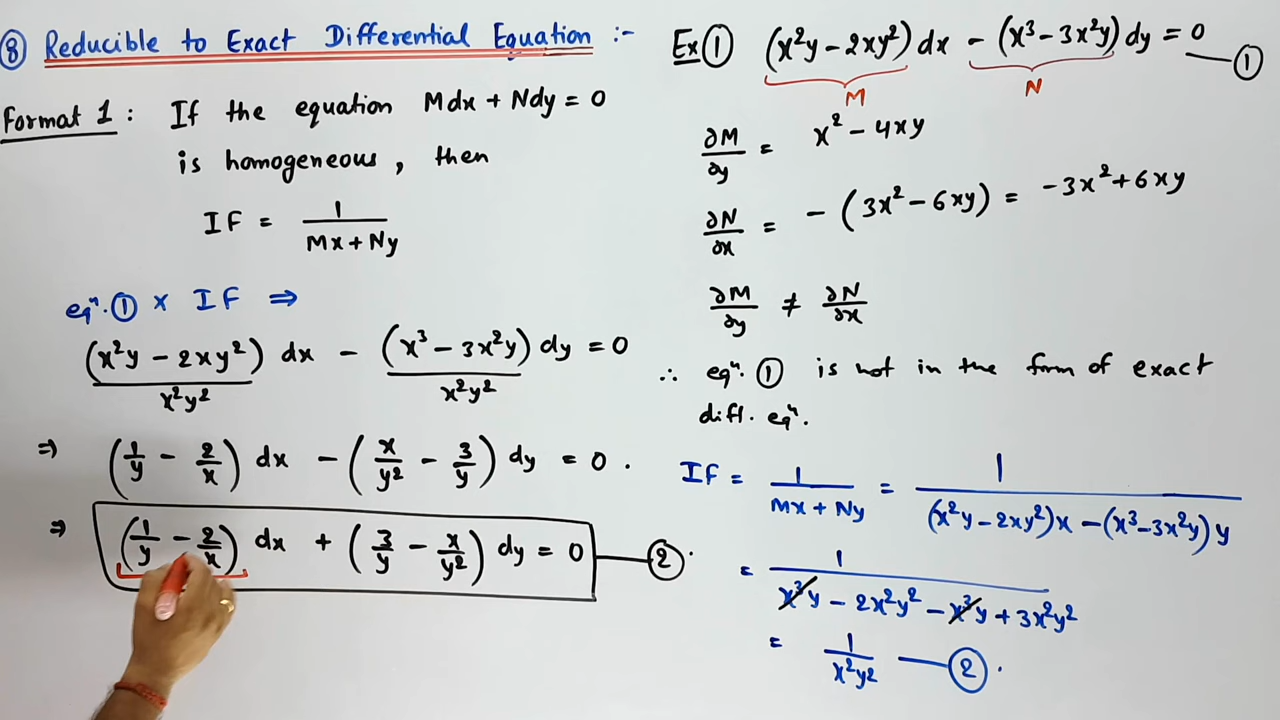 ⑧ Reducible to Exact Differential Equation :-
Format 1 : If the equation Mdx + Ndy = 0
is homogeneous, then
IF = 1/(Mx + Ny)
eqⁿ. ① × IF ⇒
(x²y - 2xy²)/(x²y²) dx - (x³ - 3x²y)/(x²y²) dy = 0
⇒ (1/y - 2/x) dx - (x/y² - 3/y) dy = 0 .
⇒ (1/y - 2/x) dx + (3/y - x/y²) dy = 0 — ② .
Ex ① (x²y - 2xy²) dx - (x³ - 3x²y) dy = 0 — ①
M N
∂M/∂y = x² - 4xy
∂N/∂x = - (3x² - 6xy) = -3x² + 6xy
∂M/∂y ≠ ∂N/∂x
∴ eqⁿ. ① is not in the form of exact
diff. eqⁿ.
IF = 1/(Mx + Ny) = 1/((x²y - 2xy²)x - (x³ - 3x²y)y)
= 1/(x³y - 2x²y² - x³y + 3x²y²)
= 1/(x²y²) — ② .